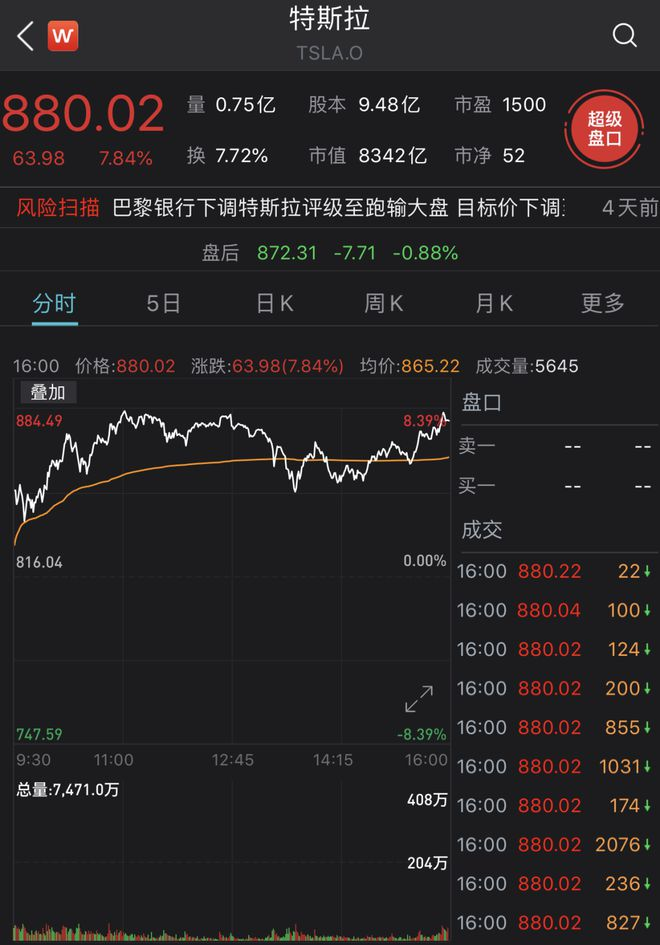 特斯拉
W
TSLA.O
880.02 量 0.75亿 股本 9.48亿 市盈 1500 超级
63.98 7.84% 换 7.72% 市值 8342亿 市净 52 盘口
风险扫描 巴黎银行下调特斯拉评级至跑输大盘 目标价下调 4天前
盘后 872.31 -7.71 -0.88%
分时 5日 日K 周K 月K 更多
16:00 价格:880.02 涨跌:63.98(7.84%) 均价:865.22 成交量:5645
叠加
884.49 8.39%
816.04 0.00%
747.59 -8.39%
9:30 11:00 12:45 14:15 16:00
总量:7,471.0万
408万
204万
盘口
卖一 -- --
买一 -- --
成交
16:00 880.22 22↓
16:00 880.04 100↓
16:00 880.02 124↓
16:00 880.02 200↓
16:00 880.02 855↓
16:00 880.02 1031↓
16:00 880.02 174↓
16:00 880.02 2076↓
16:00 880.02 236↓
16:00 880.02 827↓